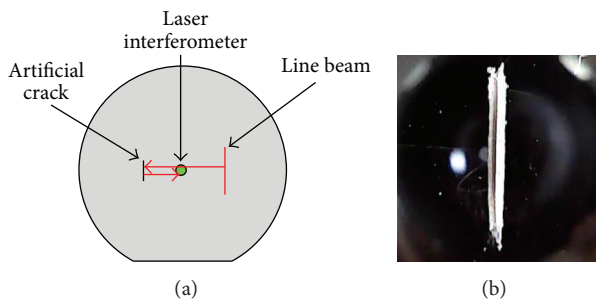 Laser
interferometer
Artificial
crack
Line beam
(a)
(b)